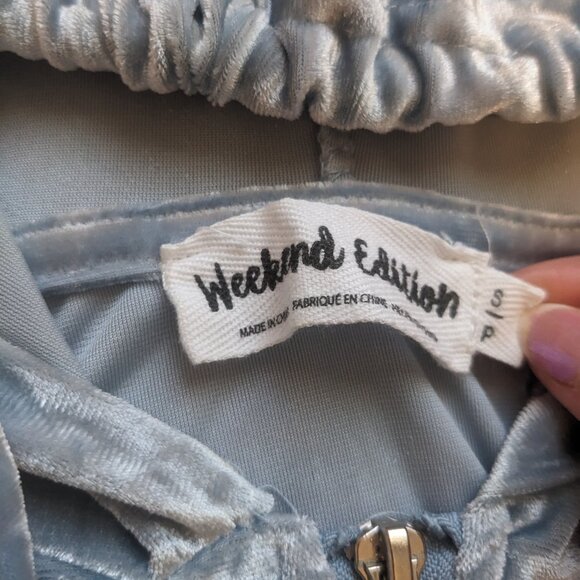 Weekend Edition
MADE IN CHINA FABRIQUÉ EN CHINE
S
P